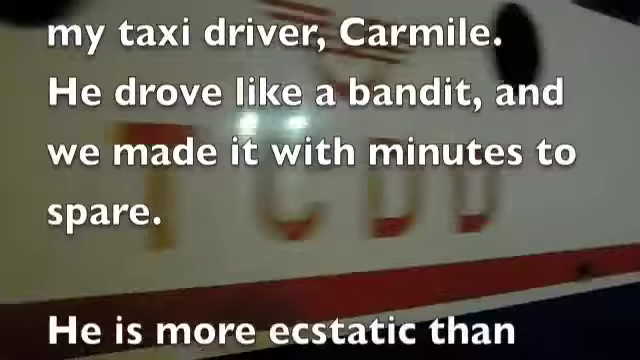 my taxi driver, Carmile.
He drove like a bandit, and
we made it with minutes to
spare.
TCDD
He is more ecstatic than